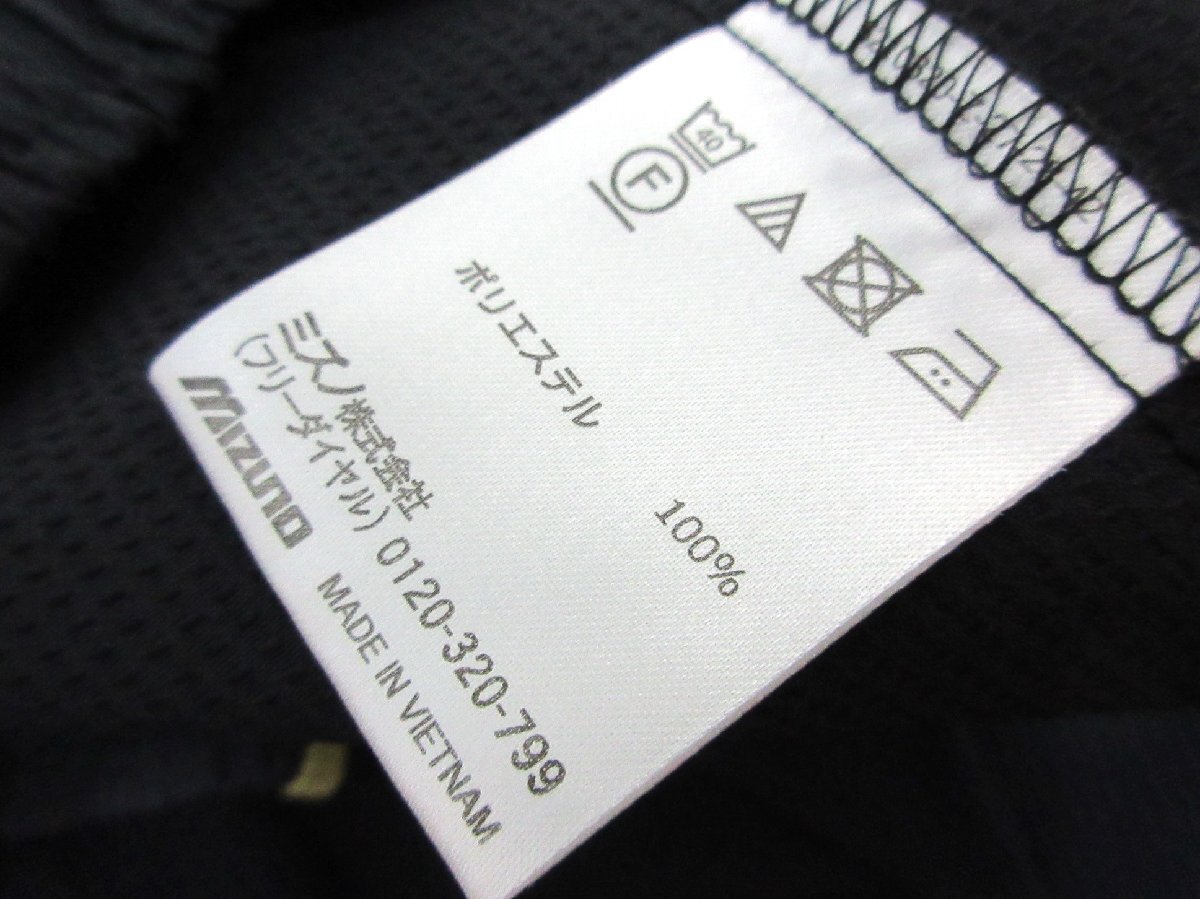 40
F
ポリエステル 100%
ミズノ株式会社
(フリーダイヤル) 0120-320-799
MIZUNO MADE IN VIETNAM